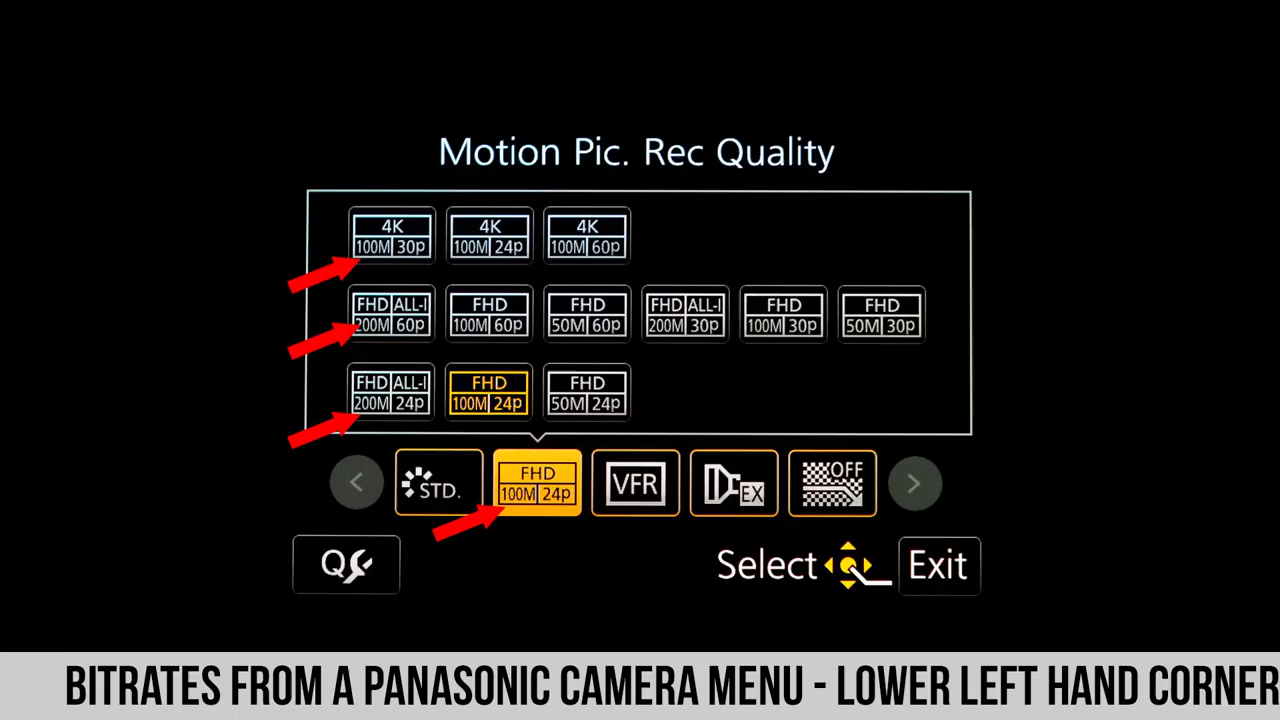 Motion Pic. Rec Quality
4K 4K 4K
100M 30p 100M 24p 100M 60p
FHD ALL-I FHD FHD FHD ALL-I FHD FHD
200M 60p 100M 60p 50M 60p 200M 30p 100M 30p 50M 30p
FHD ALL-I FHD FHD
200M 24p 100M 24p 50M 24p
STD. FHD 100M 24p VFR EX OFF
Q Select Exit
BITRATES FROM A PANASONIC CAMERA MENU - LOWER LEFT HAND CORNER